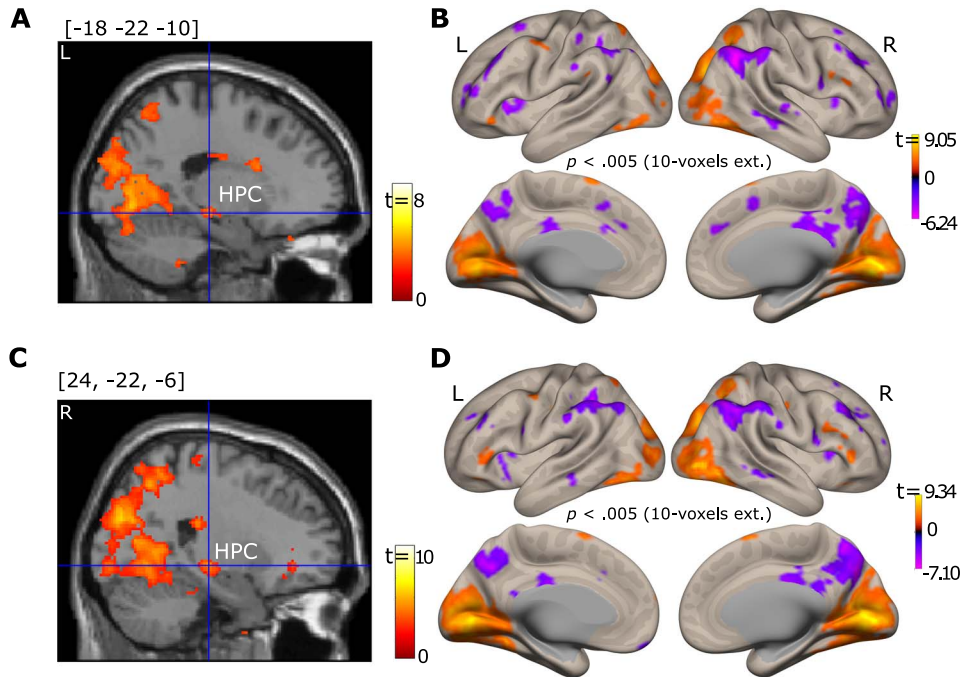 A
[-18 -22 -10]
L
HPC
t=8
0
B
L
R
p < .005 (10-voxels ext.)
t=9.05
0
-6.24
C
[24, -22, -6]
R
HPC
t=10
0
D
L
R
p < .005 (10-voxels ext.)
t=9.34
0
-7.10